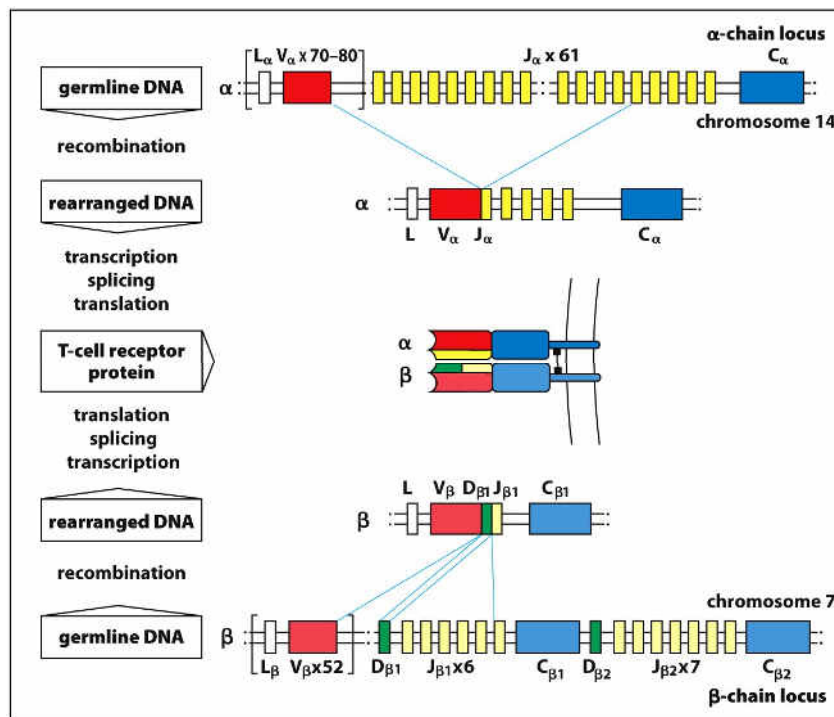 α-chain locus
Lα Vα x 70–80 Jα x 61 Cα
germline DNA α
chromosome 14
recombination
rearranged DNA α
L Vα Jα Cα
transcription
splicing
translation
T-cell receptor
protein
α
β
translation
splicing
transcription
L Vβ Dβ1 Jβ1 Cβ1
rearranged DNA β
recombination
chromosome 7
germline DNA β
Lβ Vβx52 Dβ1 Jβ1x6 Cβ1 Dβ2 Jβ2x7 Cβ2
β-chain locus